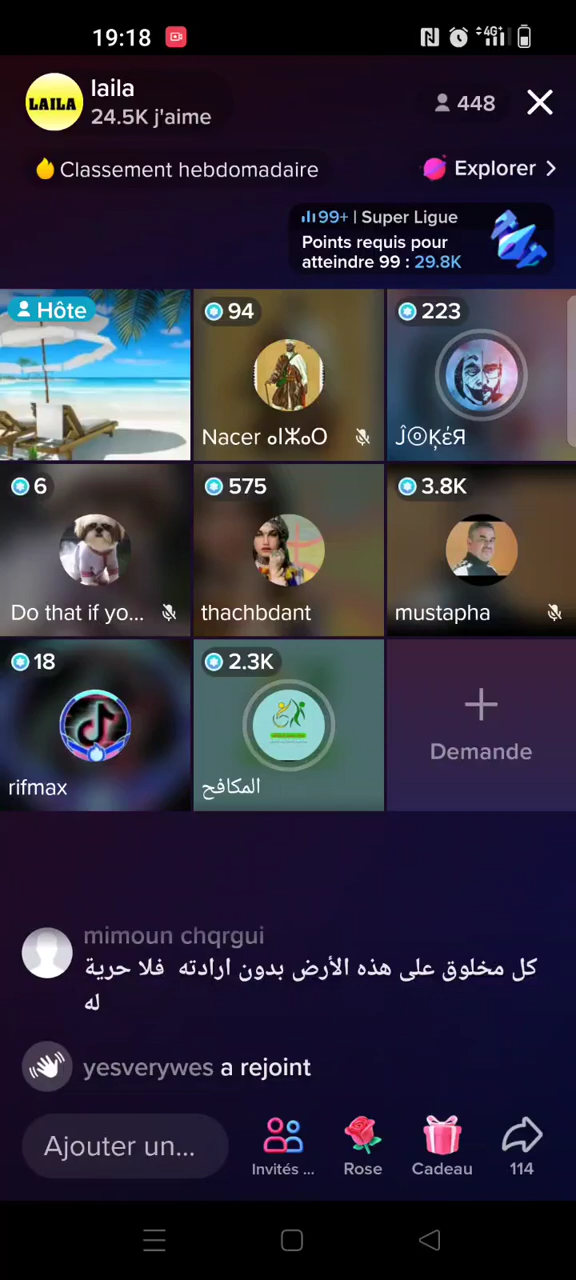 19:18
4G+
LAILA
laila
24.5K j'aime
448
Classement hebdomadaire
Explorer
99+ | Super Ligue
Points requis pour
atteindre 99 : 29.8K
Hôte
94
223
Nacer ⴰⵏⵣⴰⵔ
6
575
3.8K
Do that if yo...
thachbdant
mustapha
18
2.3K
rifmax
المكافح
Demande
mimoun chqrgui
كل مخلوق على هذه الأرض بدون ارادته فلا حرية
له
yesverywes a rejoint
Ajouter un...
Invités ...
Rose
Cadeau
114